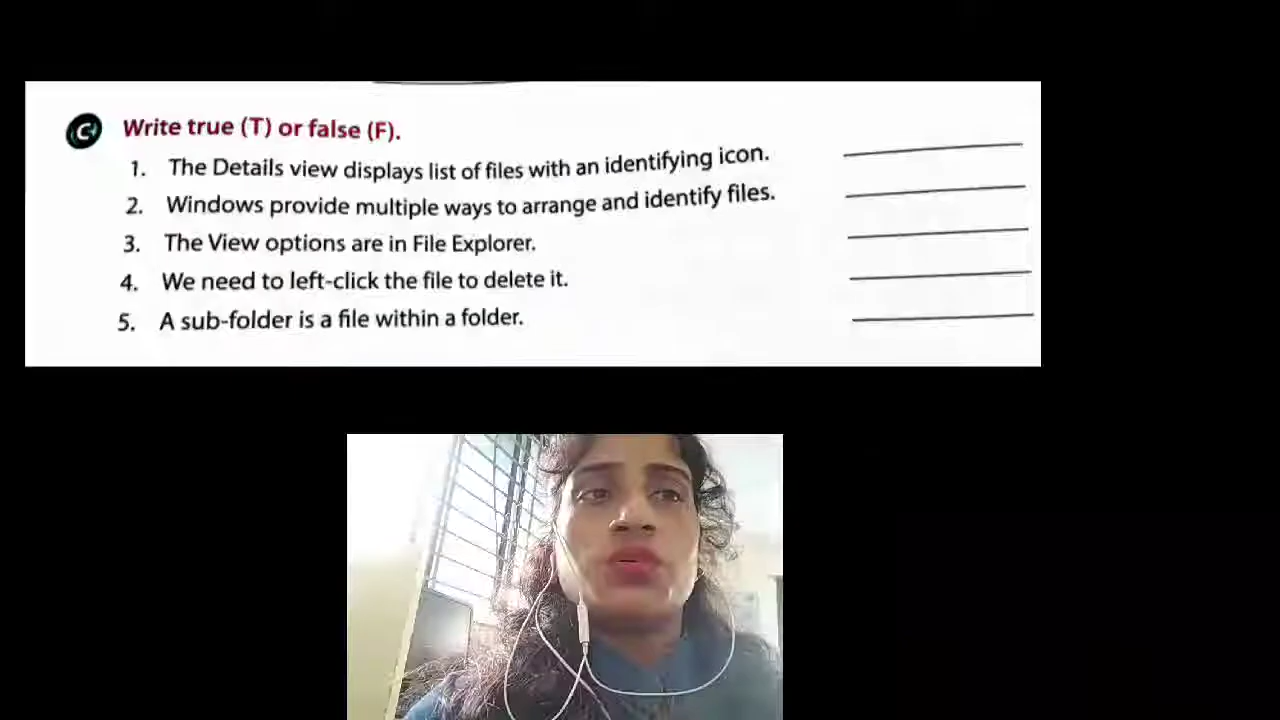 C Write true (T) or false (F).
1. The Details view displays list of files with an identifying icon.
2. Windows provide multiple ways to arrange and identify files.
3. The View options are in File Explorer.
4. We need to left-click the file to delete it.
5. A sub-folder is a file within a folder.